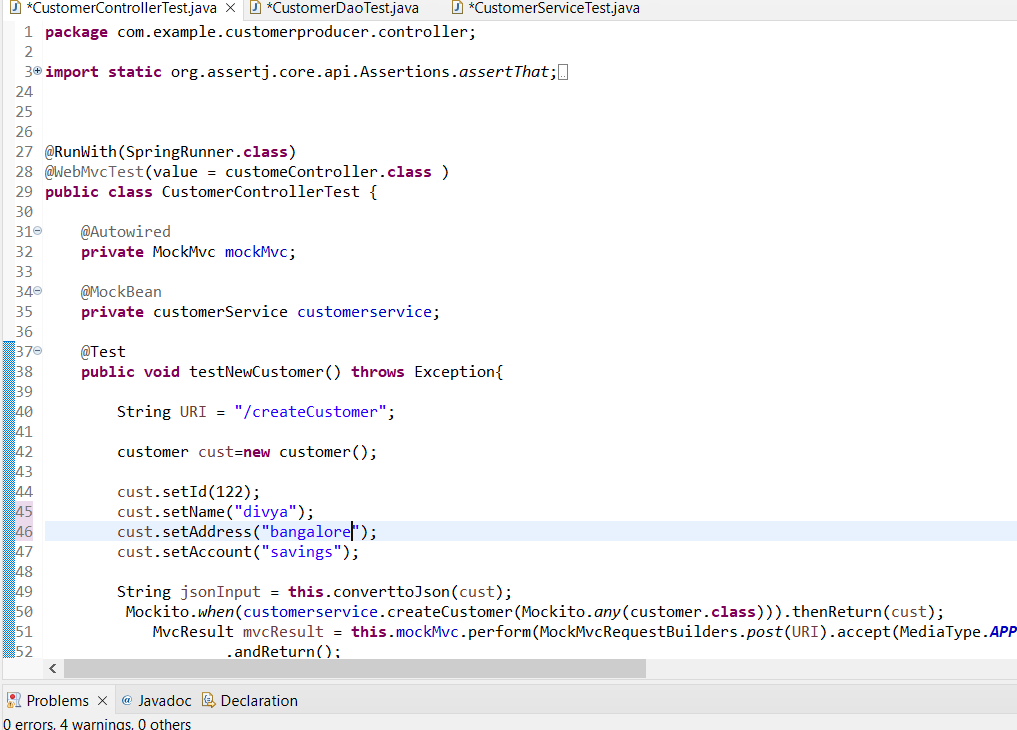 *CustomerControllerTest.java *CustomerDaoTest.java *CustomerServiceTest.java
1 package com.example.customerproducer.controller;
2
3 import static org.assertj.core.api.Assertions.assertThat;
24
25
26
27 @RunWith(SpringRunner.class)
28 @WebMvcTest(value = customeController.class )
29 public class CustomerControllerTest {
30
31 @Autowired
32 private MockMvc mockMvc;
33
34 @MockBean
35 private customerService customerservice;
36
37 @Test
38 public void testNewCustomer() throws Exception{
39
40 String URI = "/createCustomer";
41
42 customer cust=new customer();
43
44 cust.setId(122);
45 cust.setName("divya");
46 cust.setAddress("bangalore");
47 cust.setAccount("savings");
48
49 String jsonInput = this.converttoJson(cust);
50 Mockito.when(customerservice.createCustomer(Mockito.any(customer.class))).thenReturn(cust);
51 MvcResult mvcResult = this.mockMvc.perform(MockMvcRequestBuilders.post(URI).accept(MediaType.APP
52 .andReturn();
Problems Javadoc Declaration
0 errors, 4 warnings, 0 others